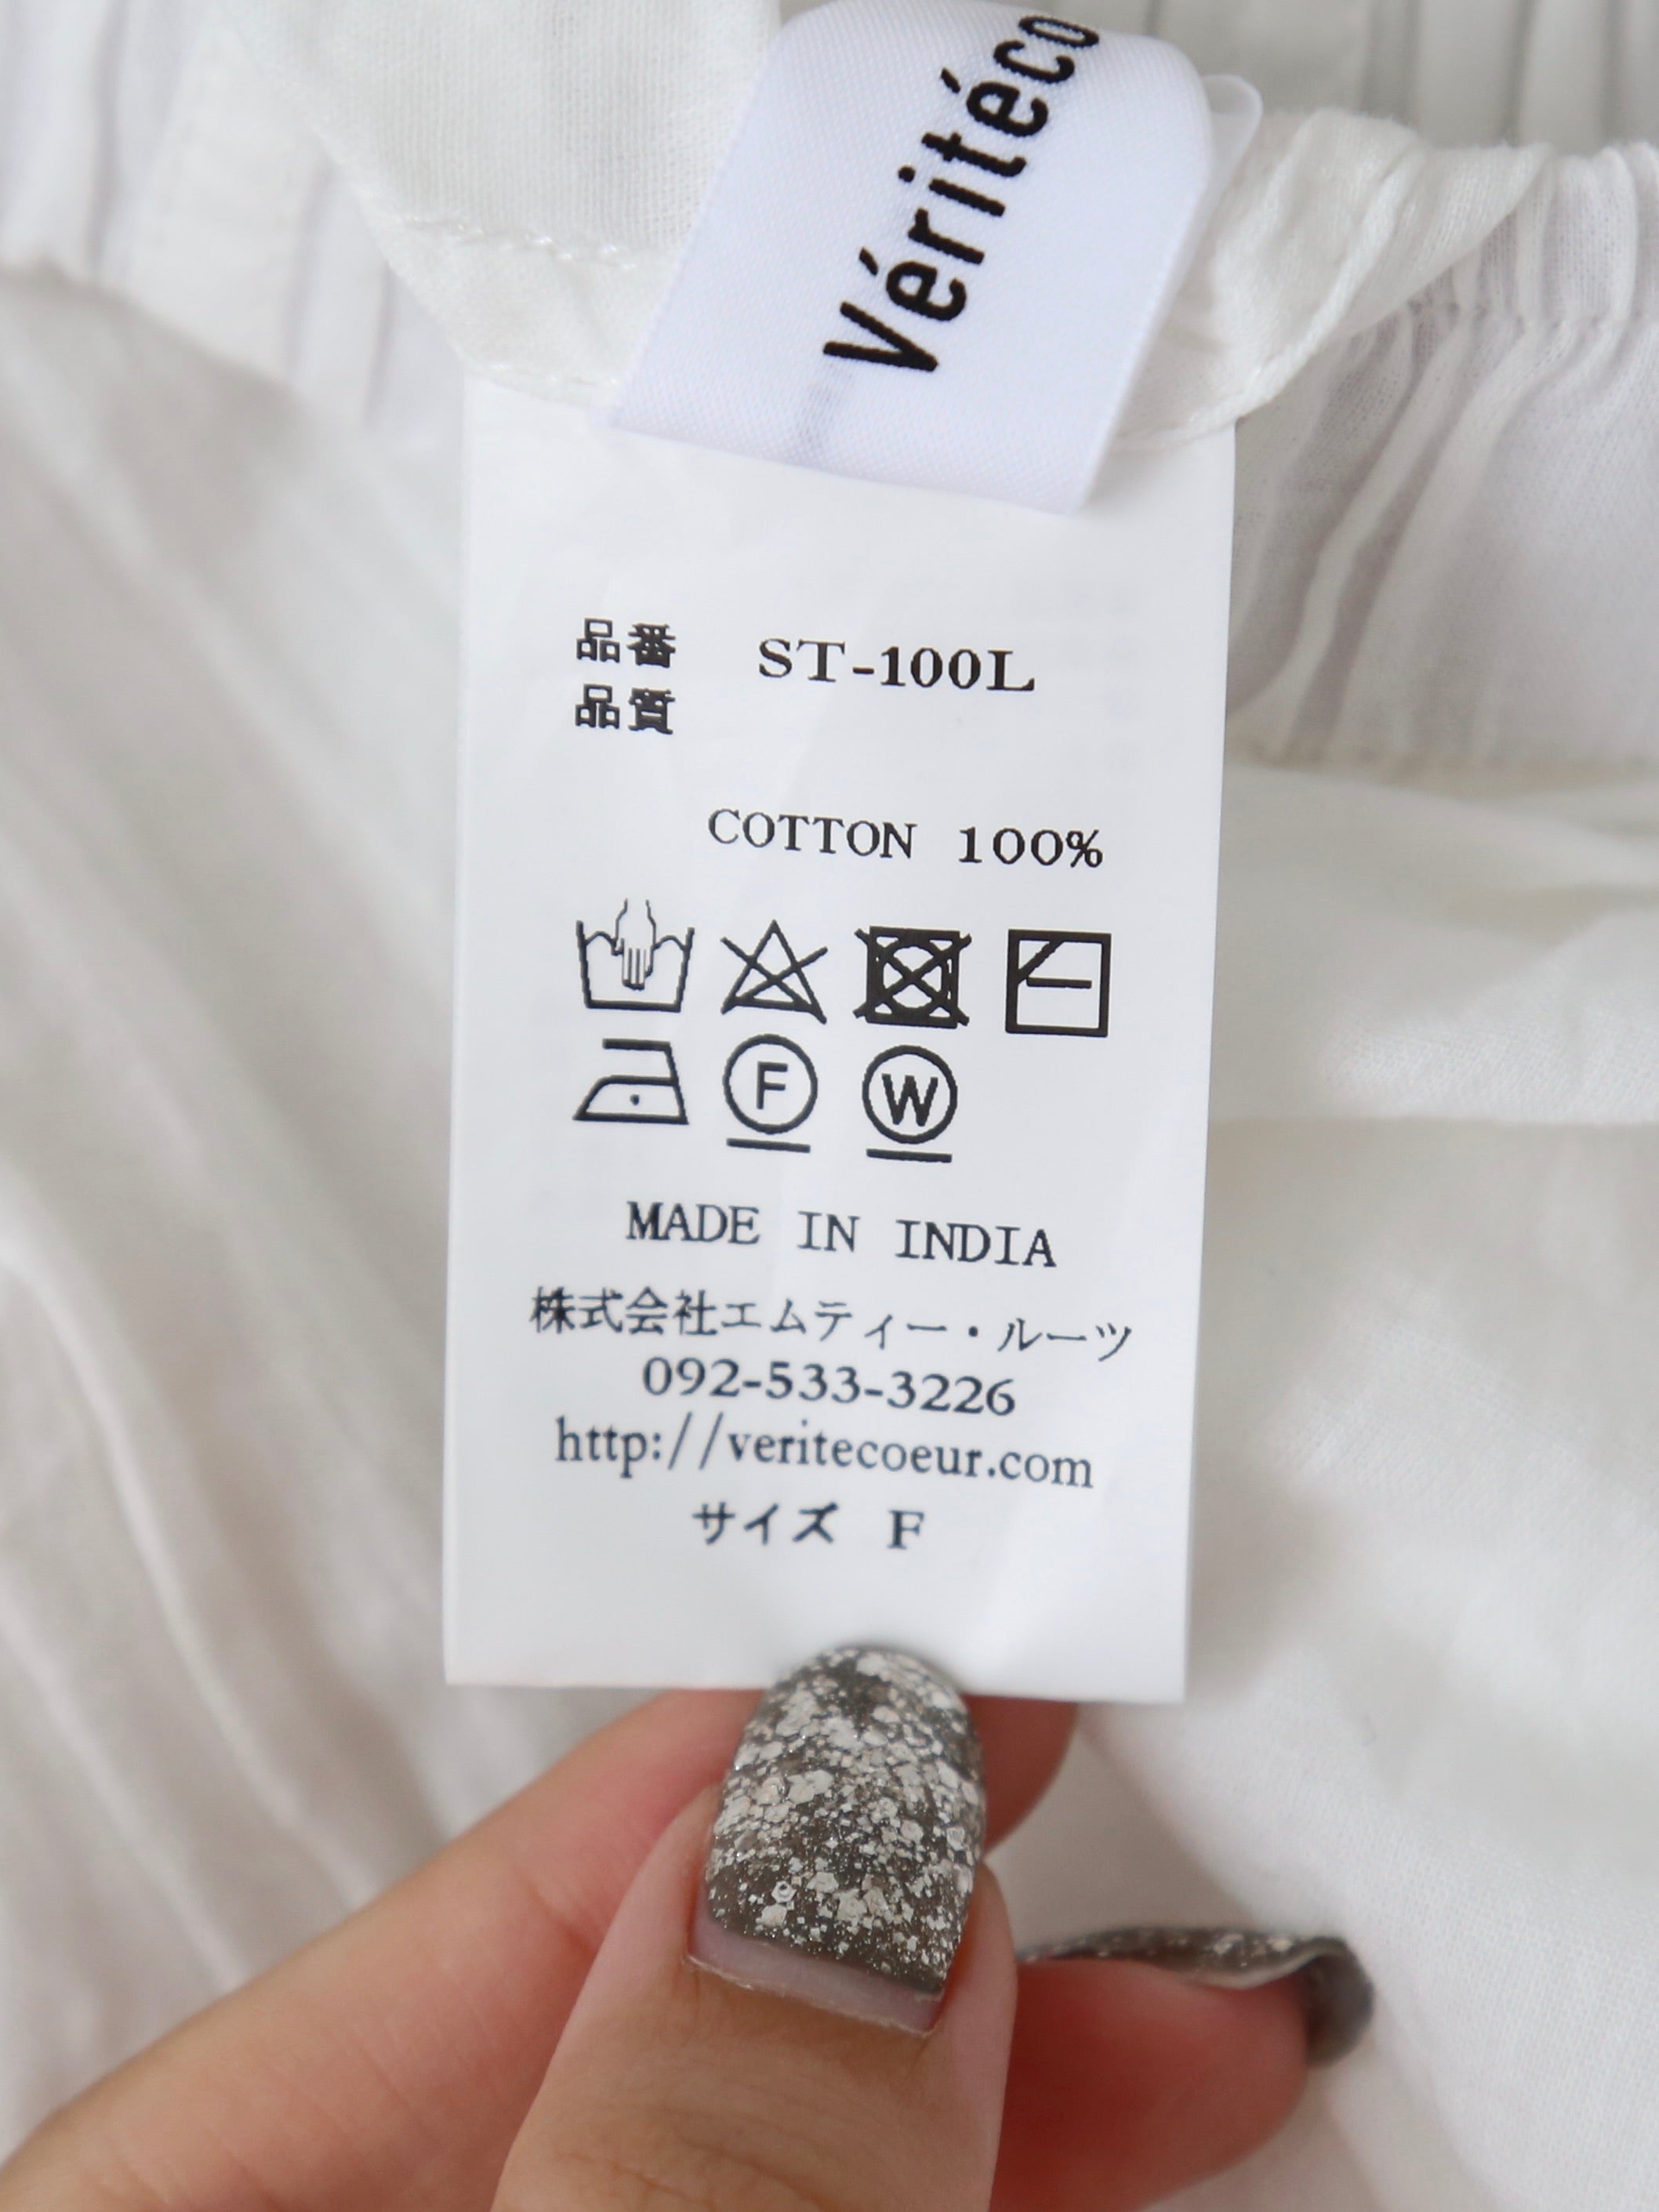 Véritéco
品番 ST-100L
品質
COTTON 100%
F W
MADE IN INDIA
株式会社エムティー・ルーツ
092-533-3226
http://veritecoeur.com
サイズ F